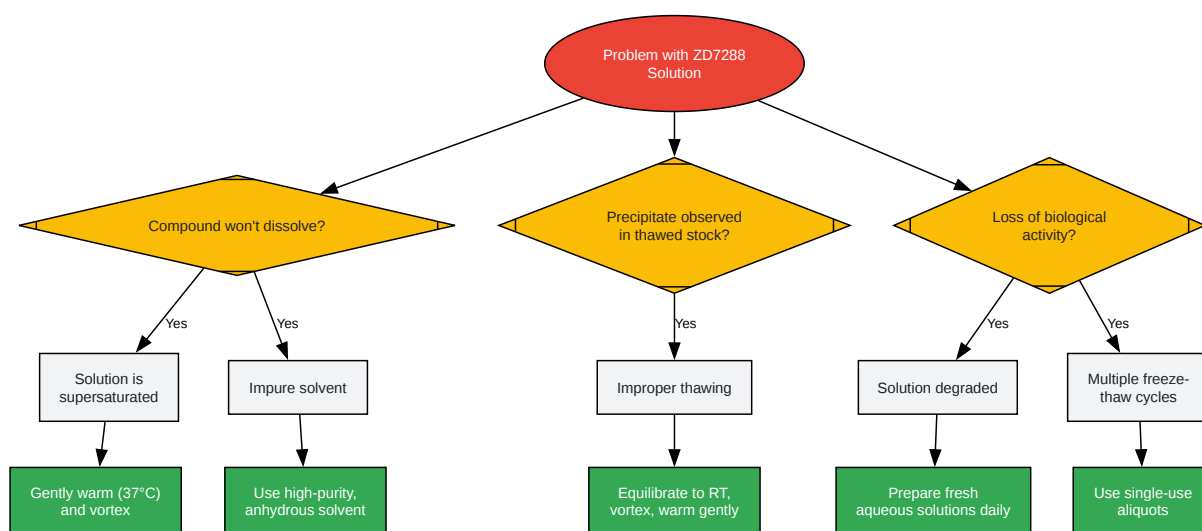 Problem with ZD7288
Solution
Compound won't dissolve?
Precipitate observed
in thawed stock?
Loss of biological
activity?
Yes
Yes
Yes
Yes
Yes
Solution is
supersaturated
Impure solvent
Improper thawing
Solution degraded
Multiple freeze-
thaw cycles
Gently warm (37°C)
and vortex
Use high-purity,
anhydrous solvent
Equilibrate to RT,
vortex, warm gently
Prepare fresh
aqueous solutions daily
Use single-use
aliquots